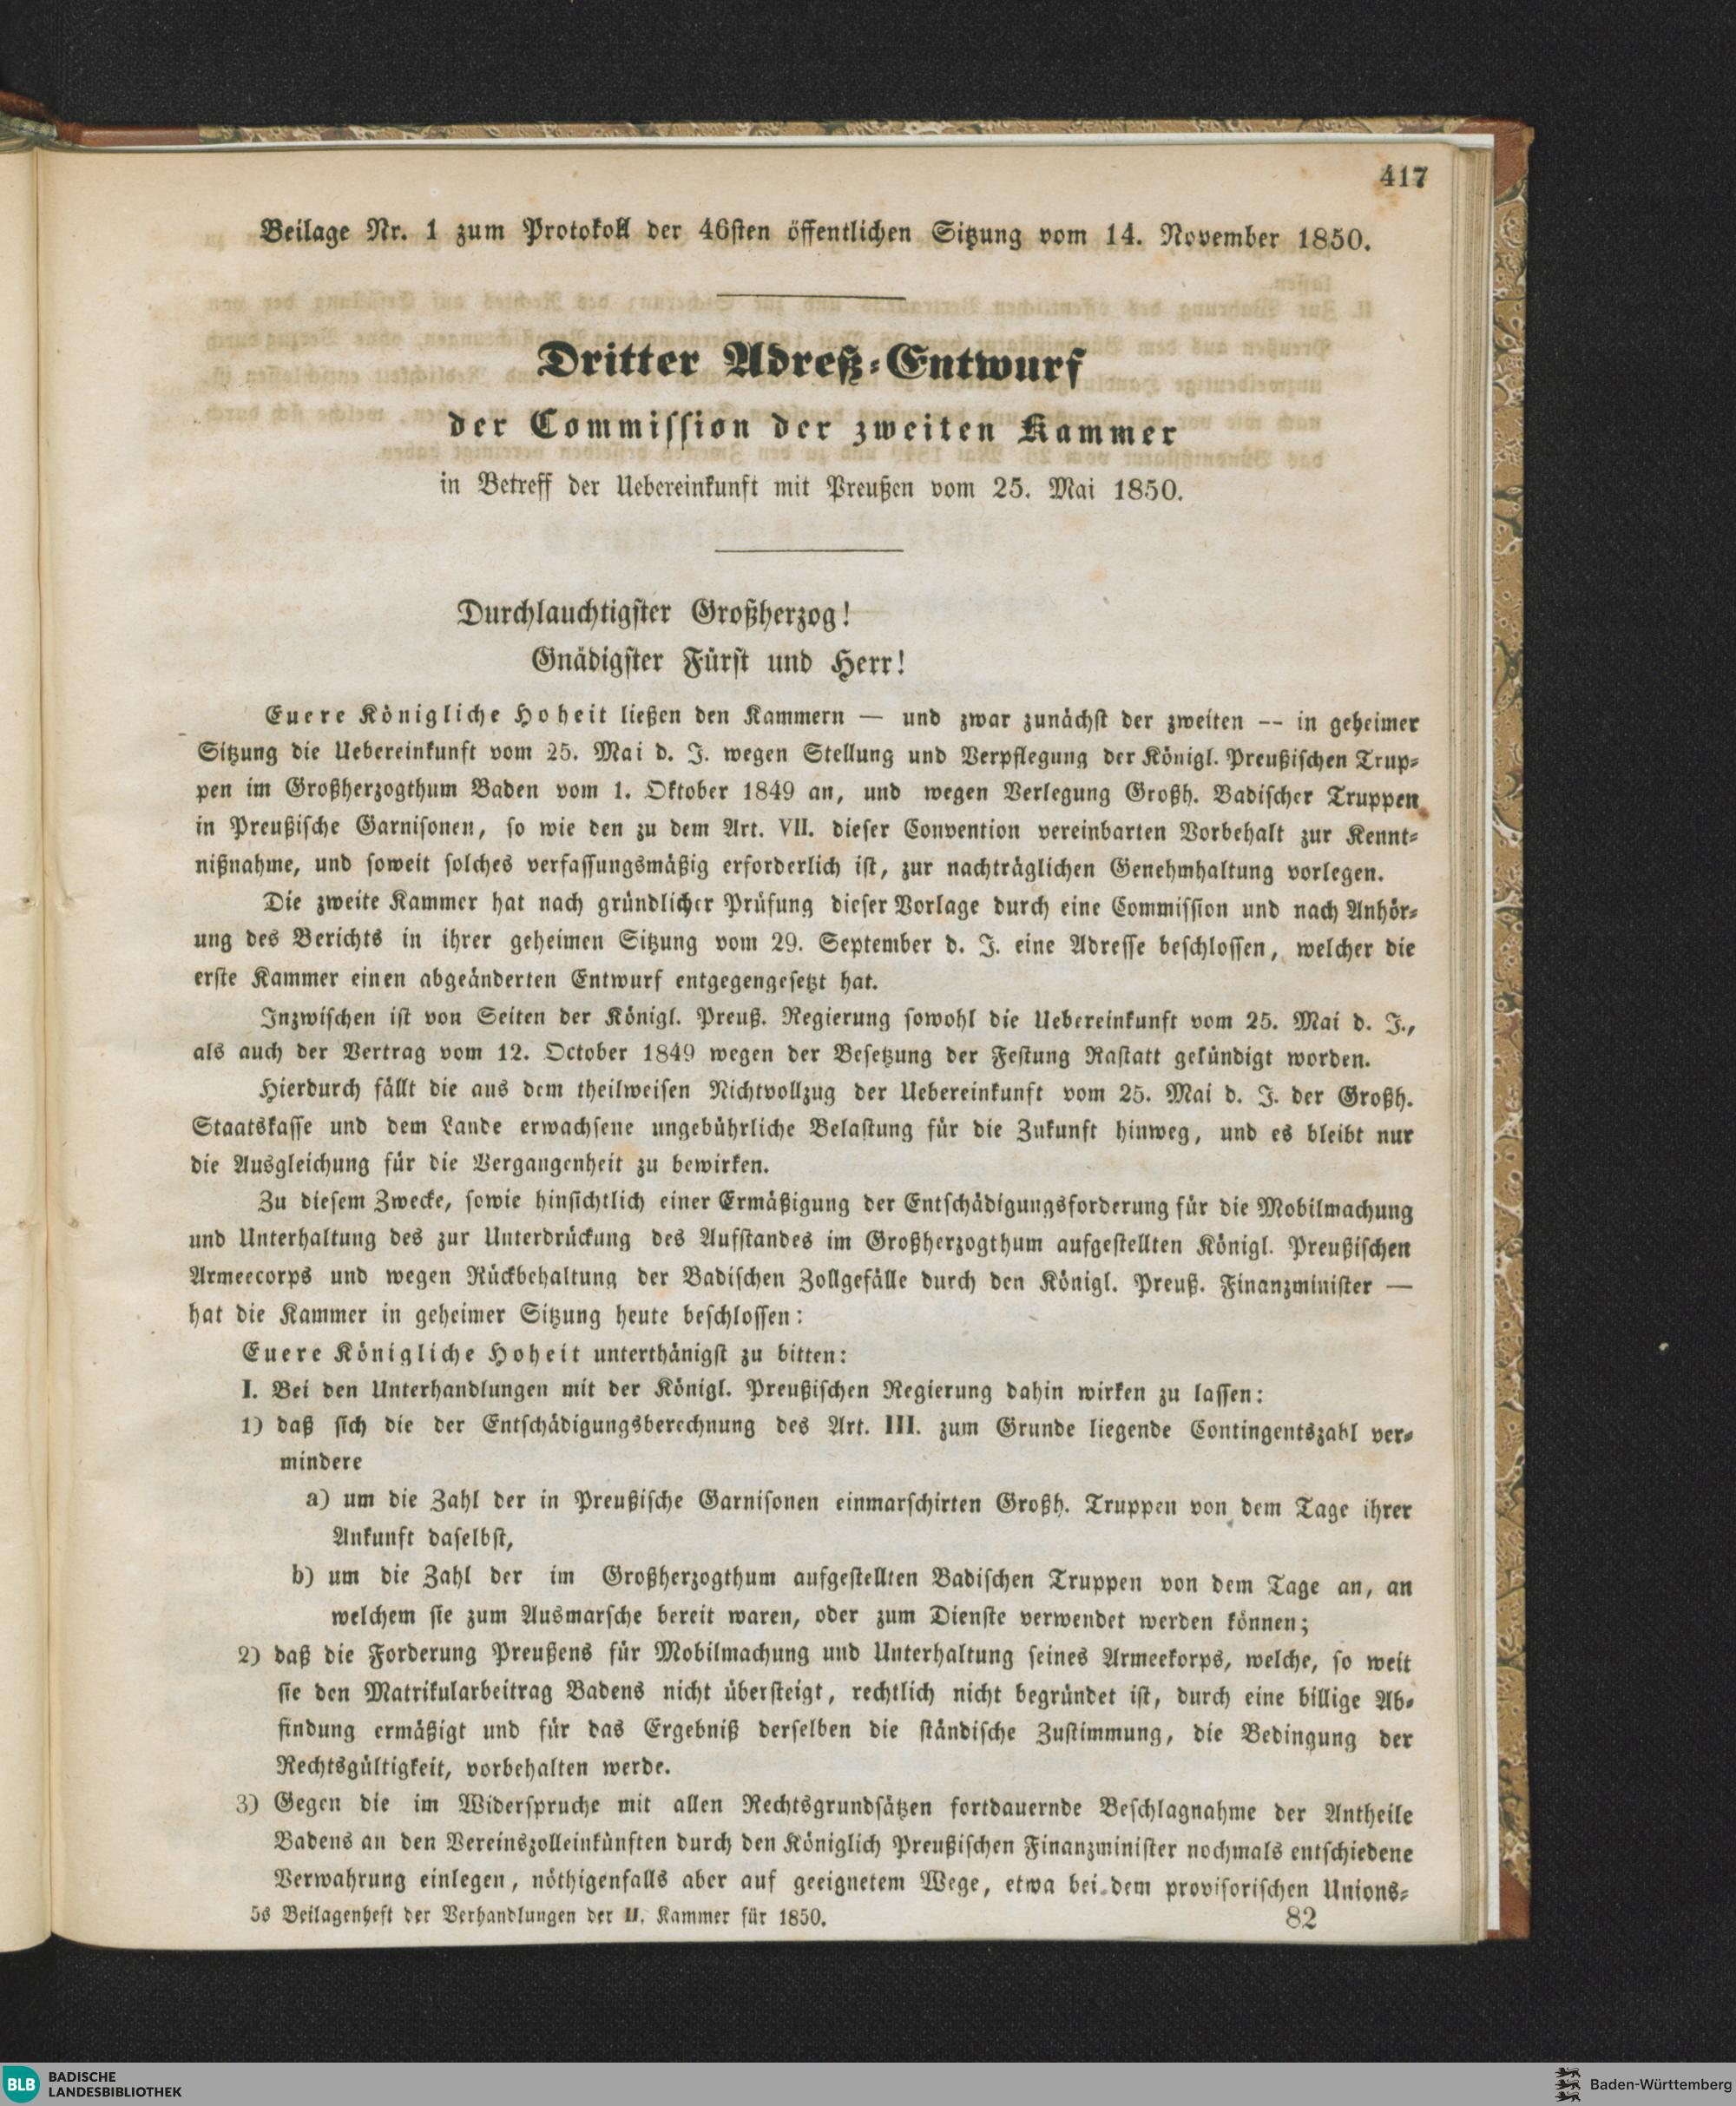 417
Beilage Nr. 1 zum Protokoll der 46sten öffentlichen Sitzung vom 14. November 1850.
Dritter Adreß-Entwurf
der Commission der zweiten Kammer
in Betreff der Uebereinkunft mit Preußen vom 25. Mai 1850.
Durchlauchtigster Großherzog!
Gnädigster Fürst und Herr!
Euere Königliche Hoheit ließen den Kammern — und zwar zunächst der zweiten -- in geheimer
Sitzung die Uebereinkunft vom 25. Mai d. J. wegen Stellung und Verpflegung der Königl. Preußischen Trup-
pen im Großherzogthum Baden vom 1. Oktober 1849 an, und wegen Verlegung Großh. Badischer Truppen
in Preußische Garnisonen, so wie den zu dem Art. VII. dieser Convention vereinbarten Vorbehalt zur Kennt-
nißnahme, und soweit solches verfassungsmäßig erforderlich ist, zur nachträglichen Genehmhaltung vorlegen.
Die zweite Kammer hat nach gründlicher Prüfung dieser Vorlage durch eine Commission und nach Anhör-
ung des Berichts in ihrer geheimen Sitzung vom 29. September d. J. eine Adresse beschlossen, welcher die
erste Kammer einen abgeänderten Entwurf entgegengesetzt hat.
Inzwischen ist von Seiten der Königl. Preuß. Regierung sowohl die Uebereinkunft vom 25. Mai d. J.,
als auch der Vertrag vom 12. October 1849 wegen der Besetzung der Festung Rastatt gekündigt worden.
Hierdurch fällt die aus dem theilweisen Nichtvollzug der Uebereinkunft vom 25. Mai d. J. der Großh.
Staatskasse und dem Lande erwachsene ungebührliche Belastung für die Zukunft hinweg, und es bleibt nur
die Ausgleichung für die Vergangenheit zu bewirken.
Zu diesem Zwecke, sowie hinsichtlich einer Ermäßigung der Entschädigungsforderung für die Mobilmachung
und Unterhaltung des zur Unterdrückung des Aufstandes im Großherzogthum aufgestellten Königl. Preußischen
Armeecorps und wegen Rückbehaltung der Badischen Zollgefälle durch den Königl. Preuß. Finanzminister —
hat die Kammer in geheimer Sitzung heute beschlossen:
Euere Königliche Hoheit unterthänigst zu bitten:
I. Bei den Unterhandlungen mit der Königl. Preußischen Regierung dahin wirken zu lassen:
1) daß sich die der Entschädigungsberechnung des Art. III. zum Grunde liegende Contingentszahl ver-
mindere
a) um die Zahl der in Preußische Garnisonen einmarschirten Großh. Truppen von dem Tage ihrer
Ankunft daselbst,
b) um die Zahl der im Großherzogthum aufgestellten Badischen Truppen von dem Tage an, an
welchem sie zum Ausmarsche bereit waren, oder zum Dienste verwendet werden können;
2) daß die Forderung Preußens für Mobilmachung und Unterhaltung seines Armeekorps, welche, so weit
sie den Matrikularbeitrag Badens nicht übersteigt, rechtlich nicht begründet ist, durch eine billige Ab-
findung ermäßigt und für das Ergebniß derselben die ständische Zustimmung, die Bedingung der
Rechtsgültigkeit, vorbehalten werde.
3) Gegen die im Widerspruche mit allen Rechtsgrundsätzen fortdauernde Beschlagnahme der Antheile
Badens an den Vereinszolleinkünften durch den Königlich Preußischen Finanzminister nochmals entschiedene
Verwahrung einlegen, nöthigenfalls aber auf geeignetem Wege, etwa bei dem provisorischen Unions-
5s Beilagenheft der Verhandlungen der II. Kammer für 1850. 82
BLB BADISCHE
LANDESBIBLIOTHEK
Baden-Württemberg